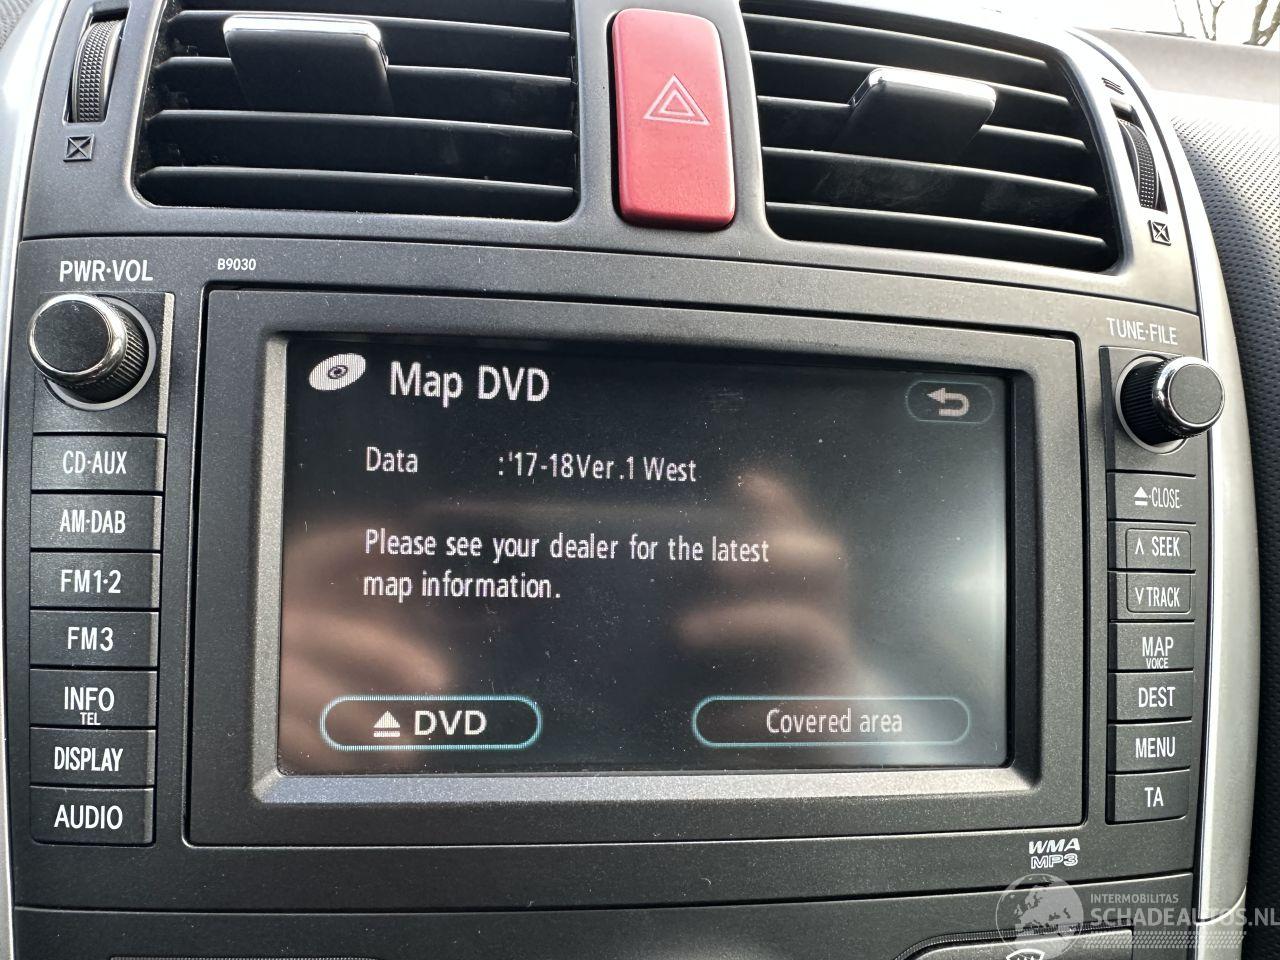 PWR·VOL
B9030
TUNE·FILE
Map DVD
Data :'17-18Ver.1 West
Please see your dealer for the latest
map information.
DVD
Covered area
CD·AUX
AM·DAB
FM1·2
FM3
INFO
TEL
DISPLAY
AUDIO
·CLOSE
∧ SEEK
∨ TRACK
MAP
VOICE
DEST
MENU
TA
WMA
MP3
INTERMOBILITAS
SCHADEAUTOS.NL